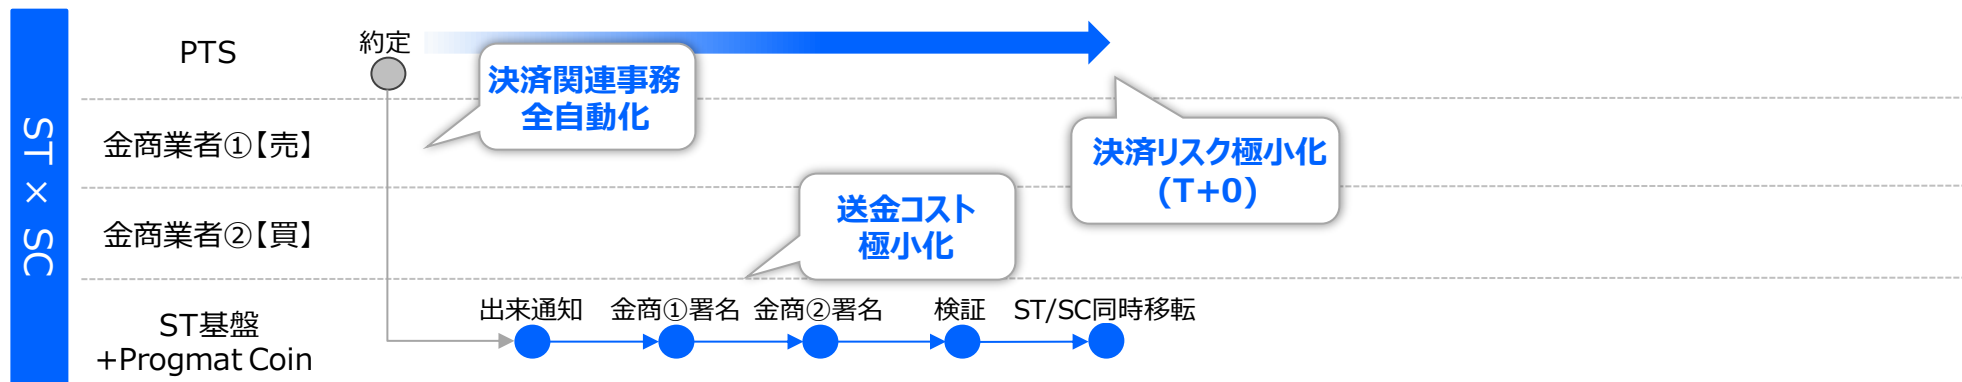 ST × SC
PTS
約定
決済関連事務
全自動化
金商業者①【売】
決済リスク極小化
(T+0)
金商業者②【買】
送金コスト
極小化
ST基盤
+Progmat Coin
出来通知
金商①署名
金商②署名
検証
ST/SC同時移転